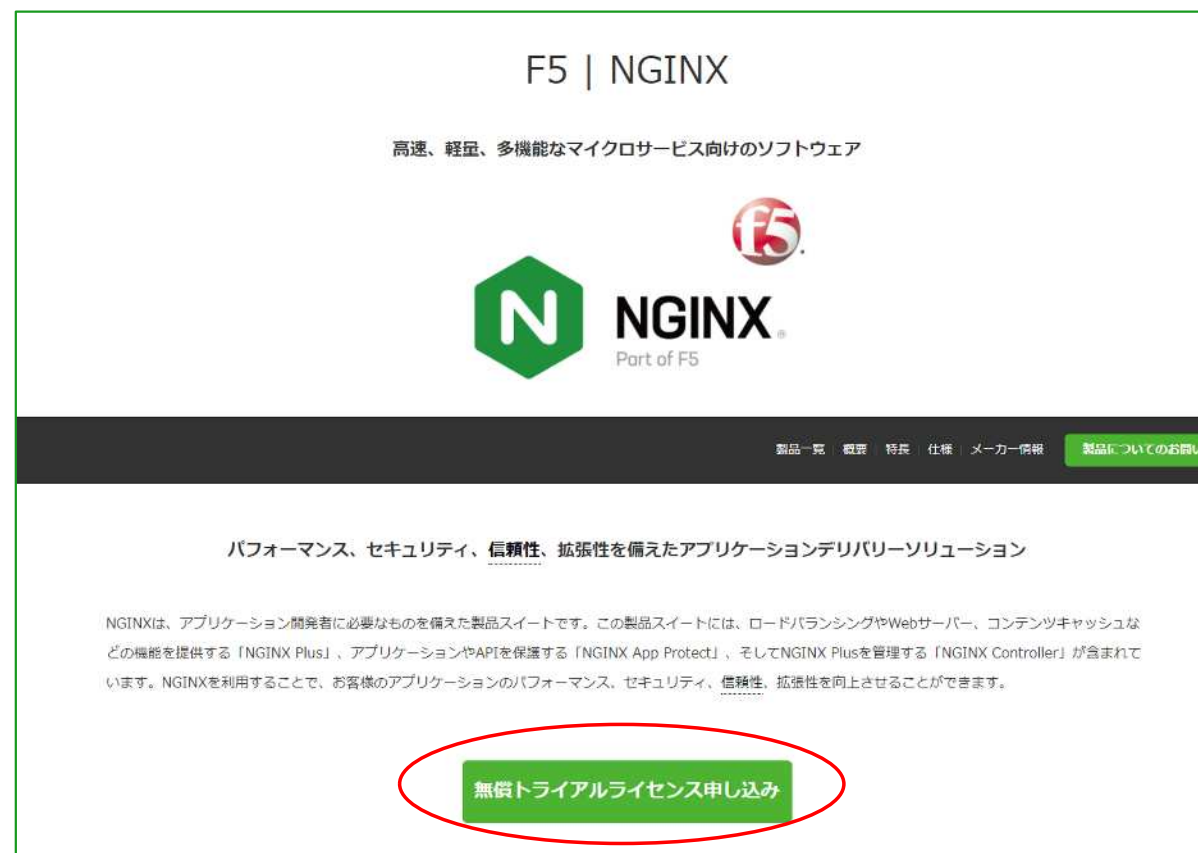 F5 | NGINX
高速、軽量、多機能なマイクロサービス向けのソフトウェア
f5.
N NGINX®
Part of F5
製品一覧 | 概要 | 特長 | 仕様 | メーカー情報 製品についてのお問い
パフォーマンス、セキュリティ、信頼性、拡張性を備えたアプリケーションデリバリーソリューション
NGINXは、アプリケーション開発者に必要なものを備えた製品スイートです。この製品スイートには、ロードバランシングやWebサーバー、コンテンツキャッシュな
どの機能を提供する「NGINX Plus」、アプリケーションやAPIを保護する「NGINX App Protect」、そしてNGINX Plusを管理する「NGINX Controller」が含まれて
います。NGINXを利用することで、お客様のアプリケーションのパフォーマンス、セキュリティ、信頼性、拡張性を向上させることができます。
無償トライアルライセンス申し込み